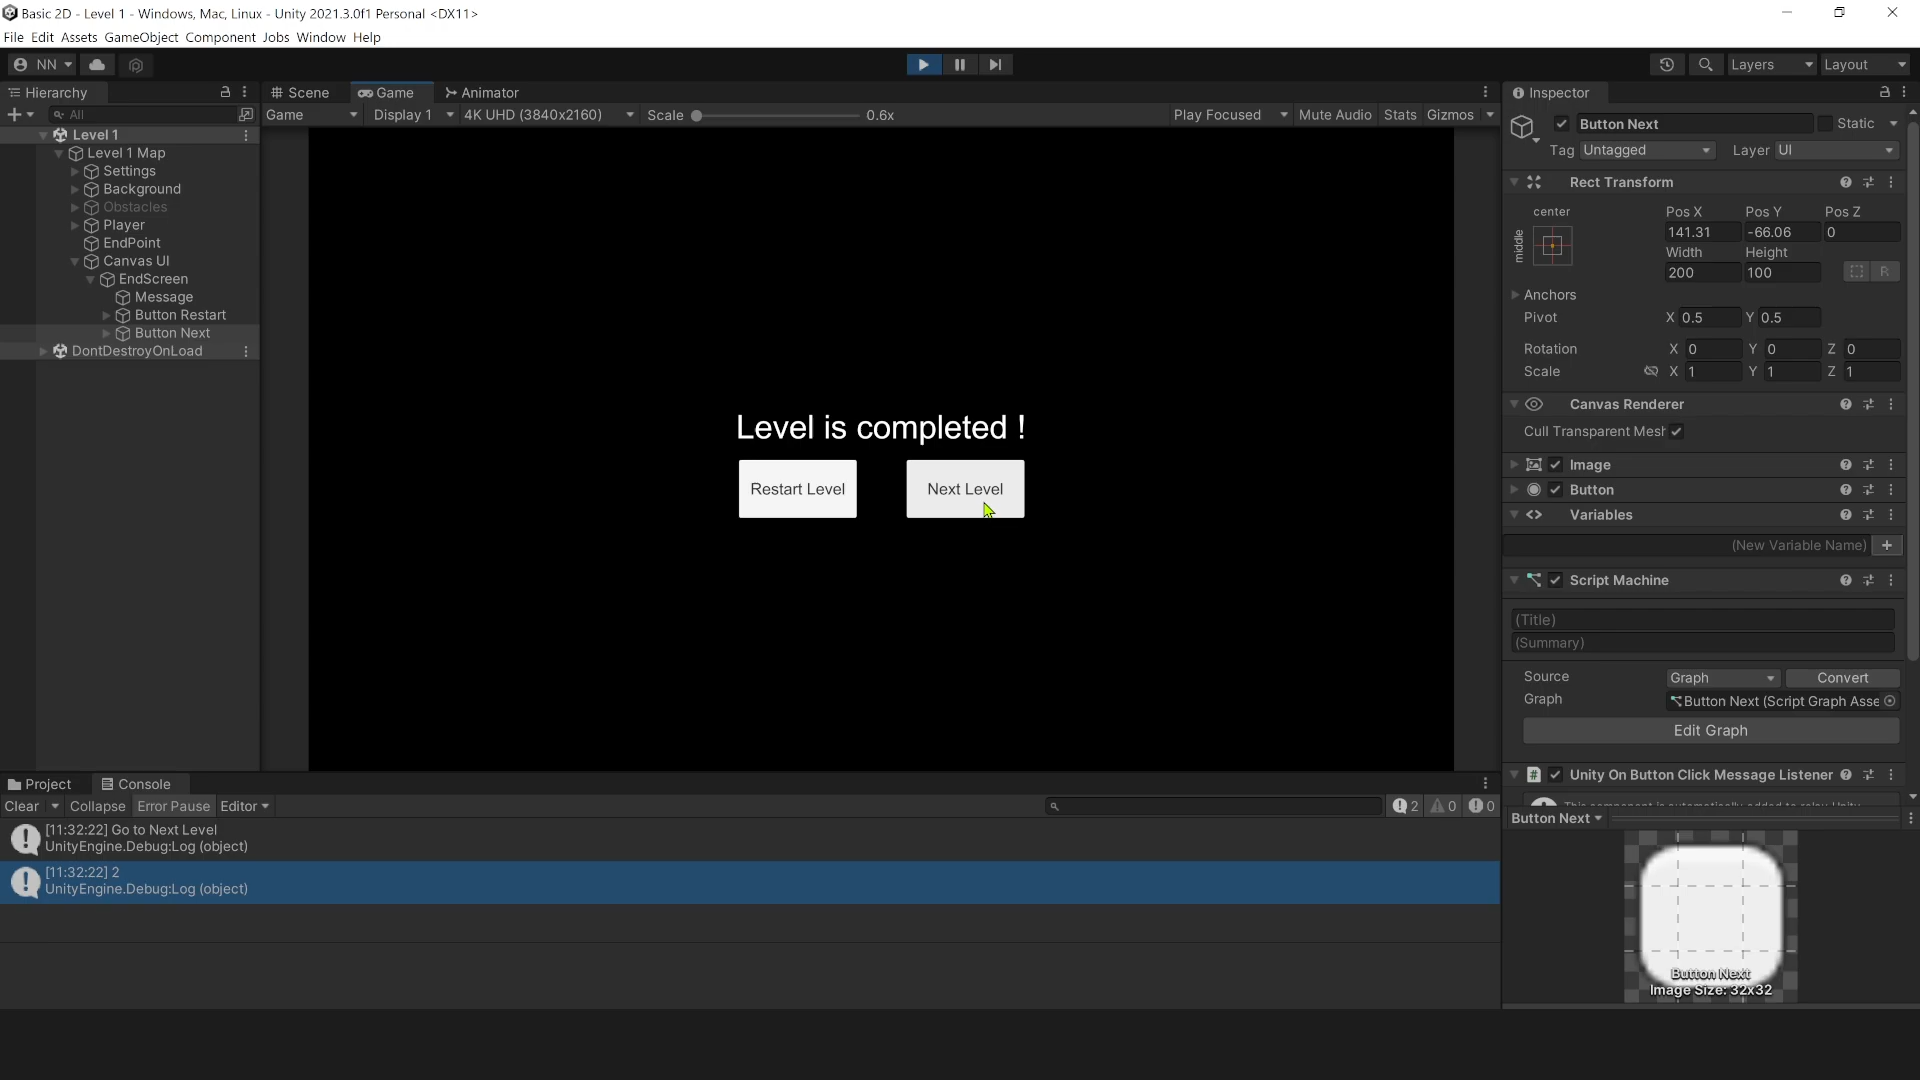 Basic 2D - Level 1 - Windows, Mac, Linux - Unity 2021.3.0f1 Personal <DX11>
File Edit Assets GameObject Component Jobs Window Help
NN Layers Layout
Hierarchy
All
Level 1
Level 1 Map
Settings
Background
Obstacles
Player
EndPoint
Canvas UI
EndScreen
Message
Button Restart
Button Next
DontDestroyOnLoad
Scene Game Animator
Game Display 1 4K UHD (3840x2160) Scale 0.6x Play Focused Mute Audio Stats Gizmos
Level is completed !
Restart Level Next Level
Inspector
Button Next Static
Tag Untagged Layer UI
Rect Transform
center
middle
Pos X Pos Y Pos Z
141.31 -66.06 0
Width Height
200 100 R
Anchors
Pivot X 0.5 Y 0.5
Rotation X 0 Y 0 Z 0
Scale X 1 Y 1 Z 1
Canvas Renderer
Cull Transparent Mesh
Image
Button
Variables
(New Variable Name) +
Script Machine
(Title)
(Summary)
Source Graph Convert
Graph Button Next (Script Graph Asse
Edit Graph
Unity On Button Click Message Listener
This component is automatically added to relay Unity
Button Next
Button Next
Image Size: 32x32
Project Console
Clear Collapse Error Pause Editor 2 0 0
[11:32:22] Go to Next Level
UnityEngine.Debug:Log (object)
[11:32:22] 2
UnityEngine.Debug:Log (object)